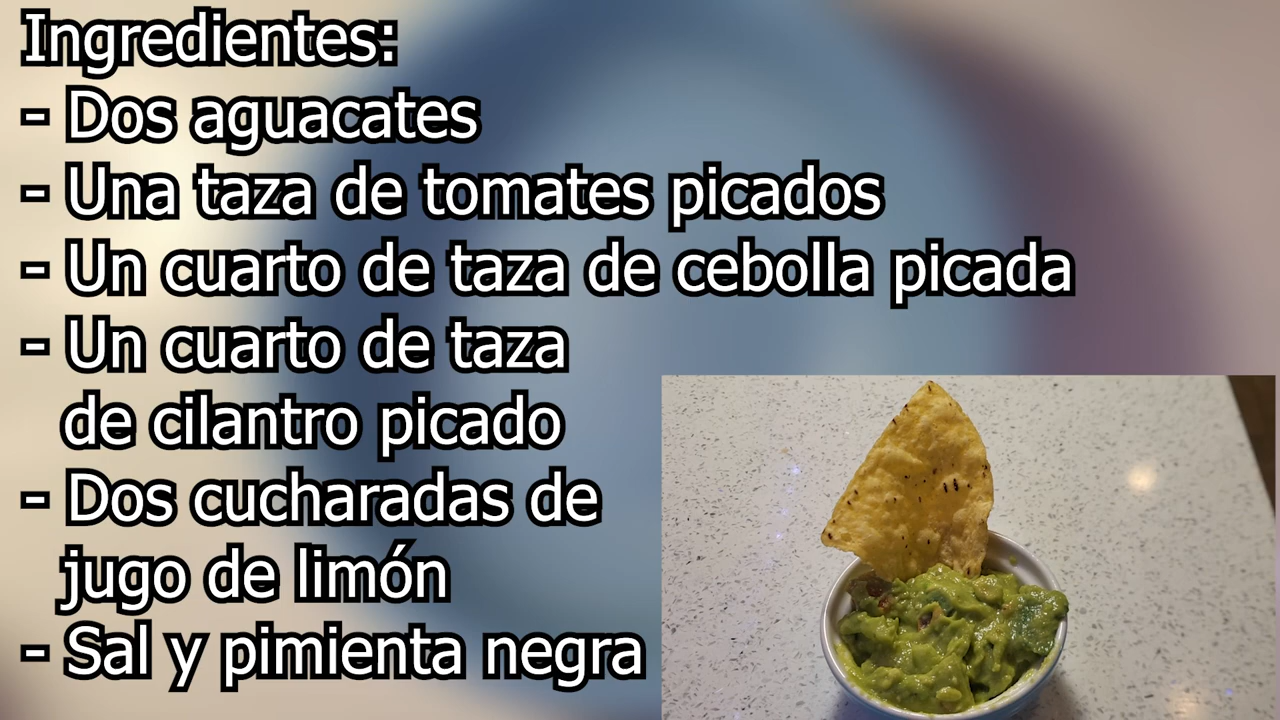 Ingredientes:
- Dos aguacates
- Una taza de tomates picados
- Un cuarto de taza de cebolla picada
- Un cuarto de taza
de cilantro picado
- Dos cucharadas de
jugo de limón
- Sal y pimienta negra